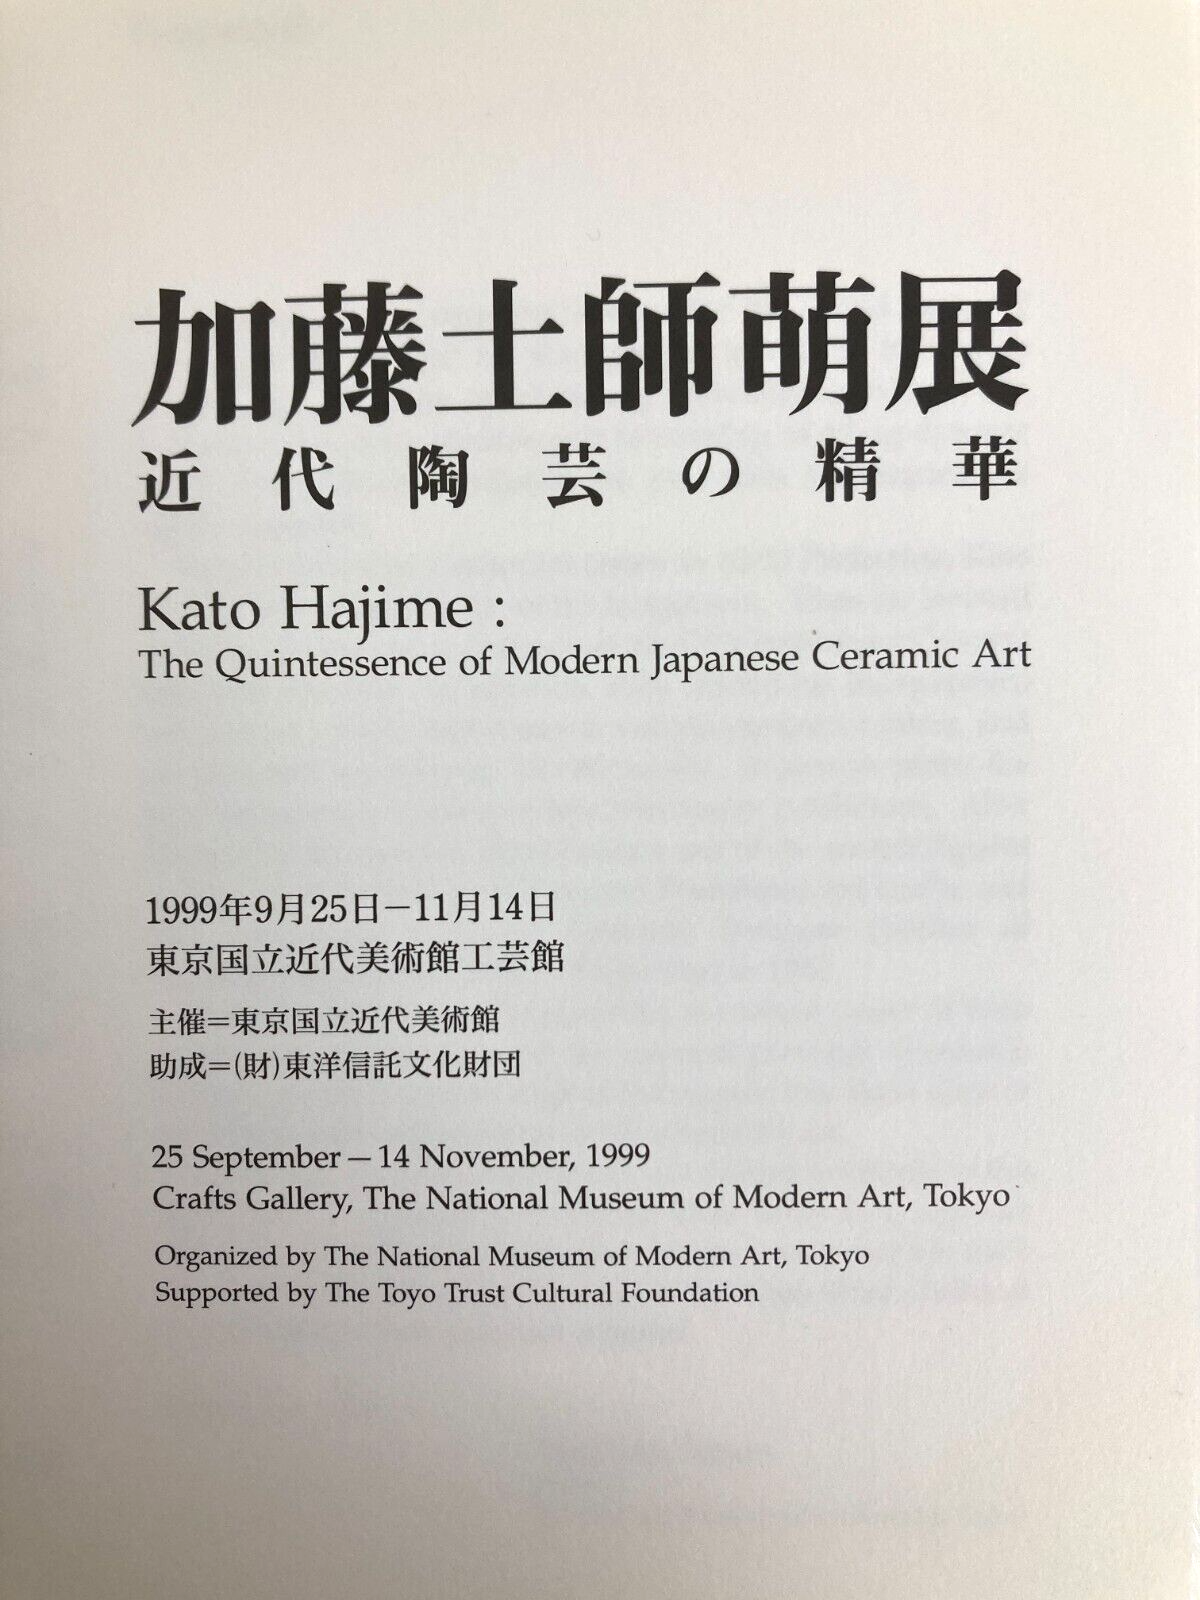 加藤土師萌展
近代陶芸の精華
Kato Hajime :
The Quintessence of Modern Japanese Ceramic Art
1999年9月25日−11月14日
東京国立近代美術館工芸館
主催=東京国立近代美術館
助成=(財)東洋信託文化財団
25 September — 14 November, 1999
Crafts Gallery, The National Museum of Modern Art, Tokyo
Organized by The National Museum of Modern Art, Tokyo
Supported by The Toyo Trust Cultural Foundation